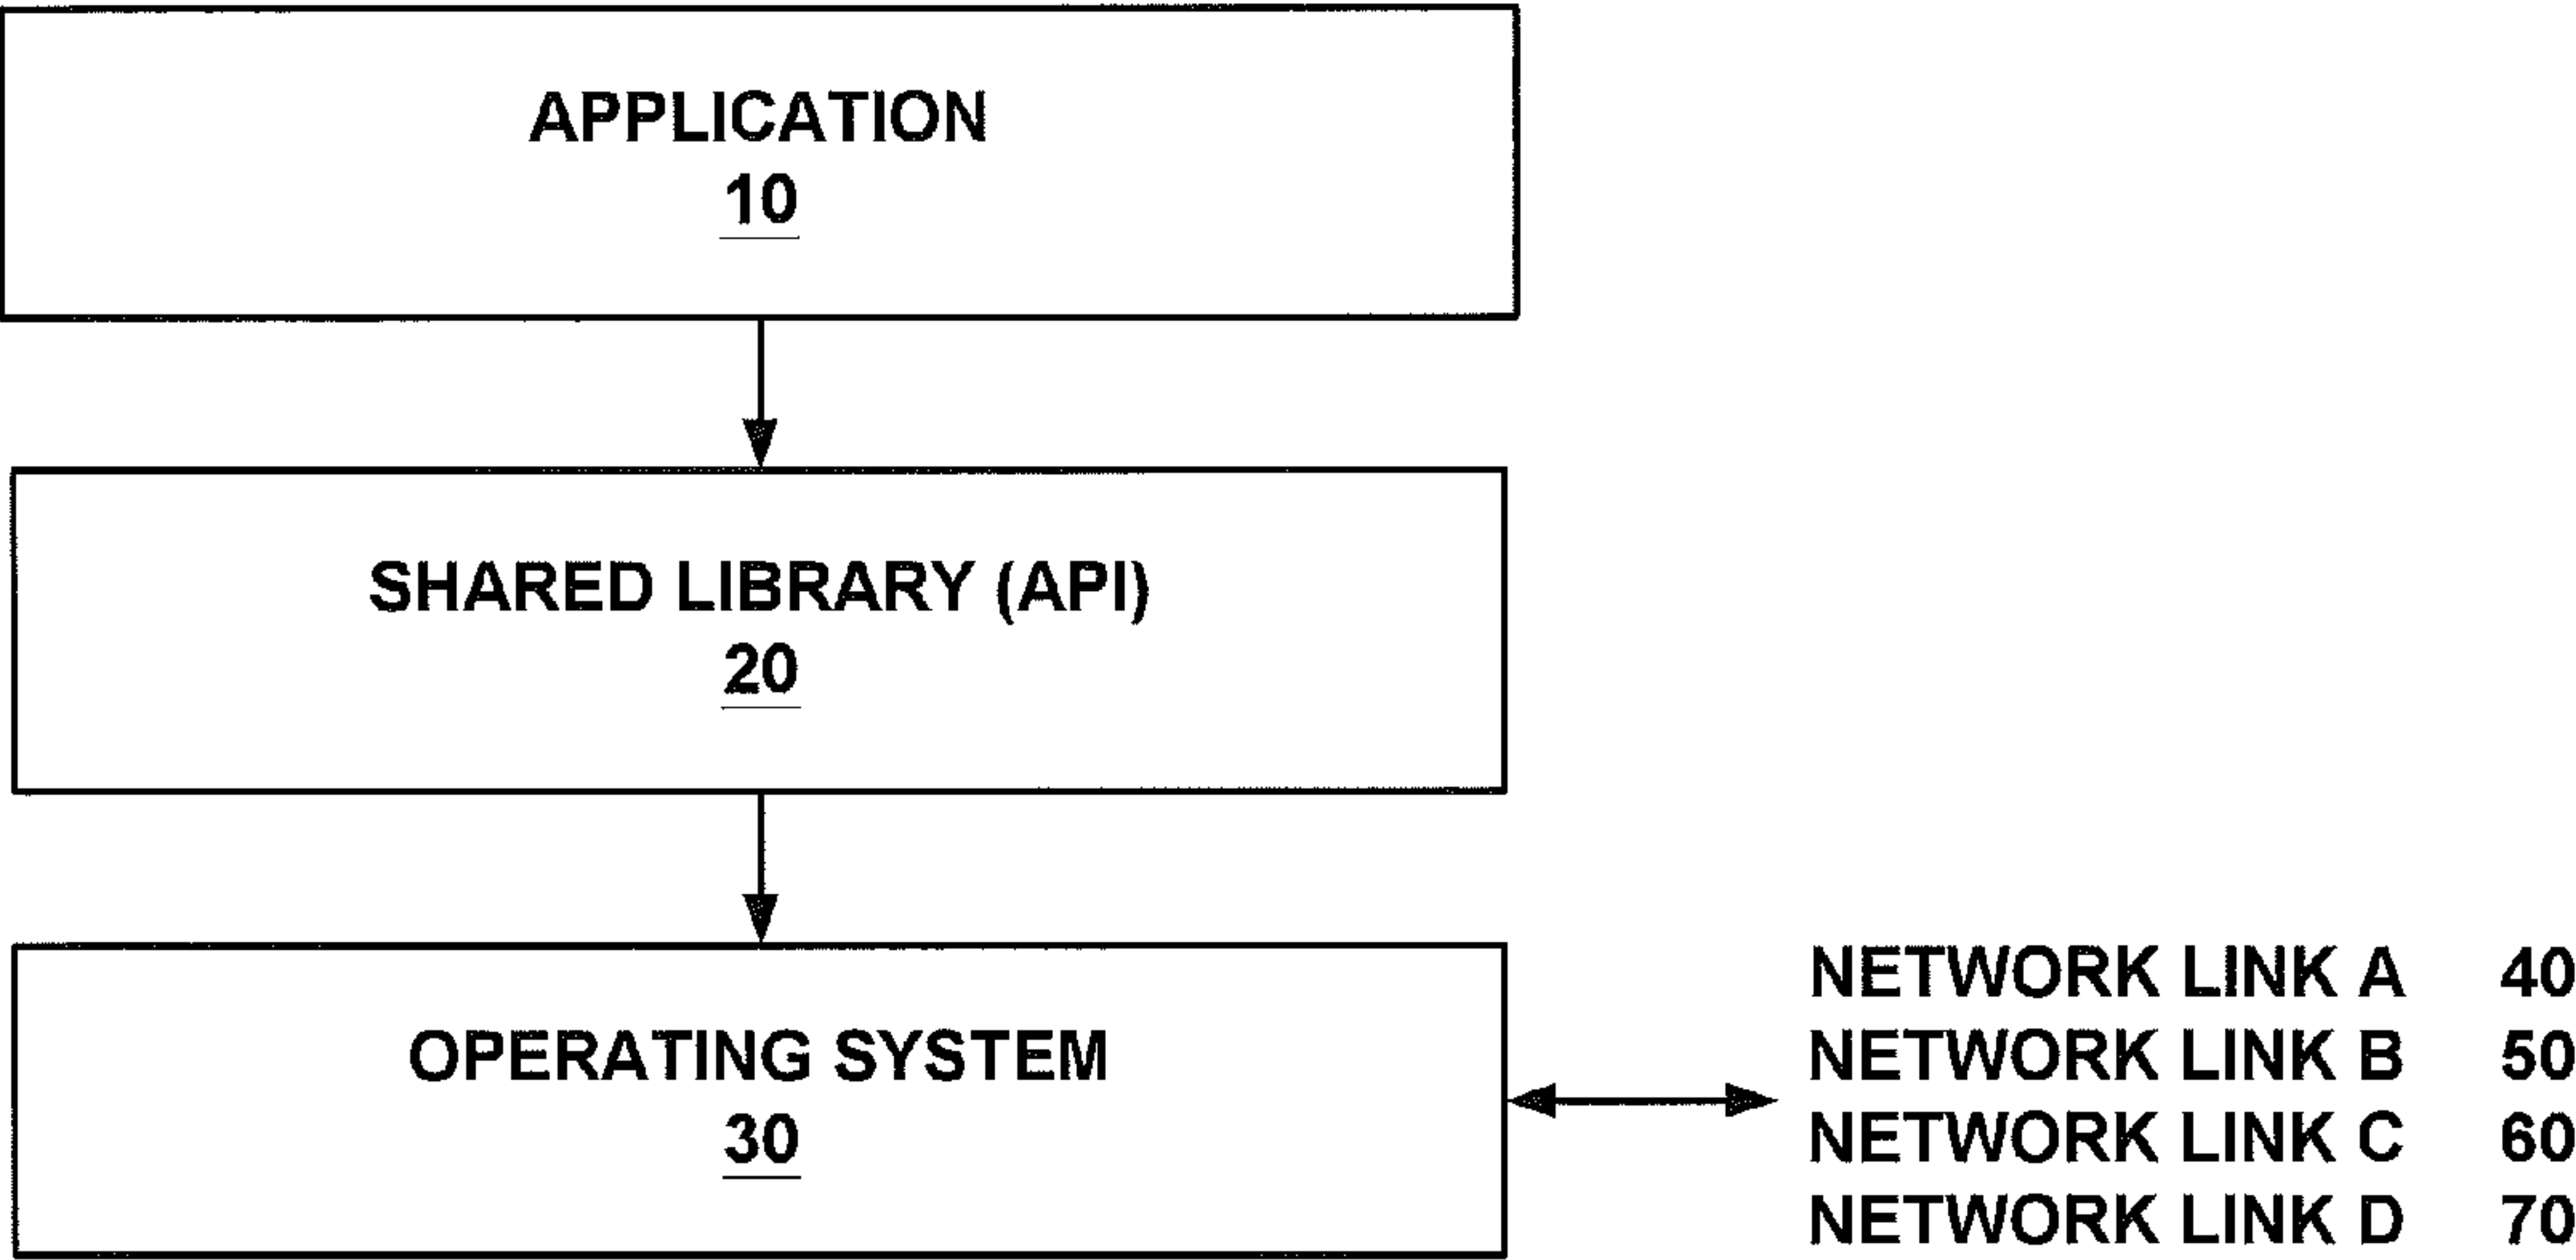 APPLICATION
10
SHARED LIBRARY (API)
20
OPERATING SYSTEM
30
NETWORK LINK A 40
NETWORK LINK B 50
NETWORK LINK C 60
NETWORK LINK D 70